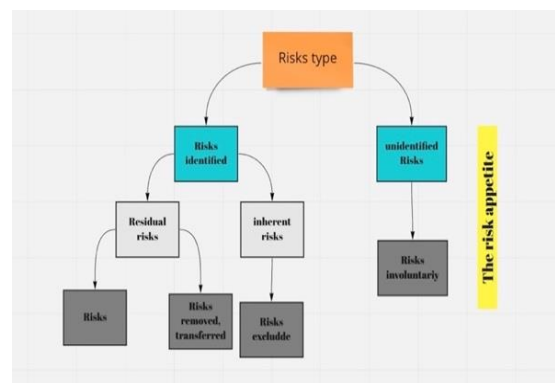 Risks type
Risks
identified
unidentified
Risks
Residual
risks
inherent
risks
Risks
involuntariy
Risks
Risks
removed,
transferred
Risks
excludde
The risk appetite